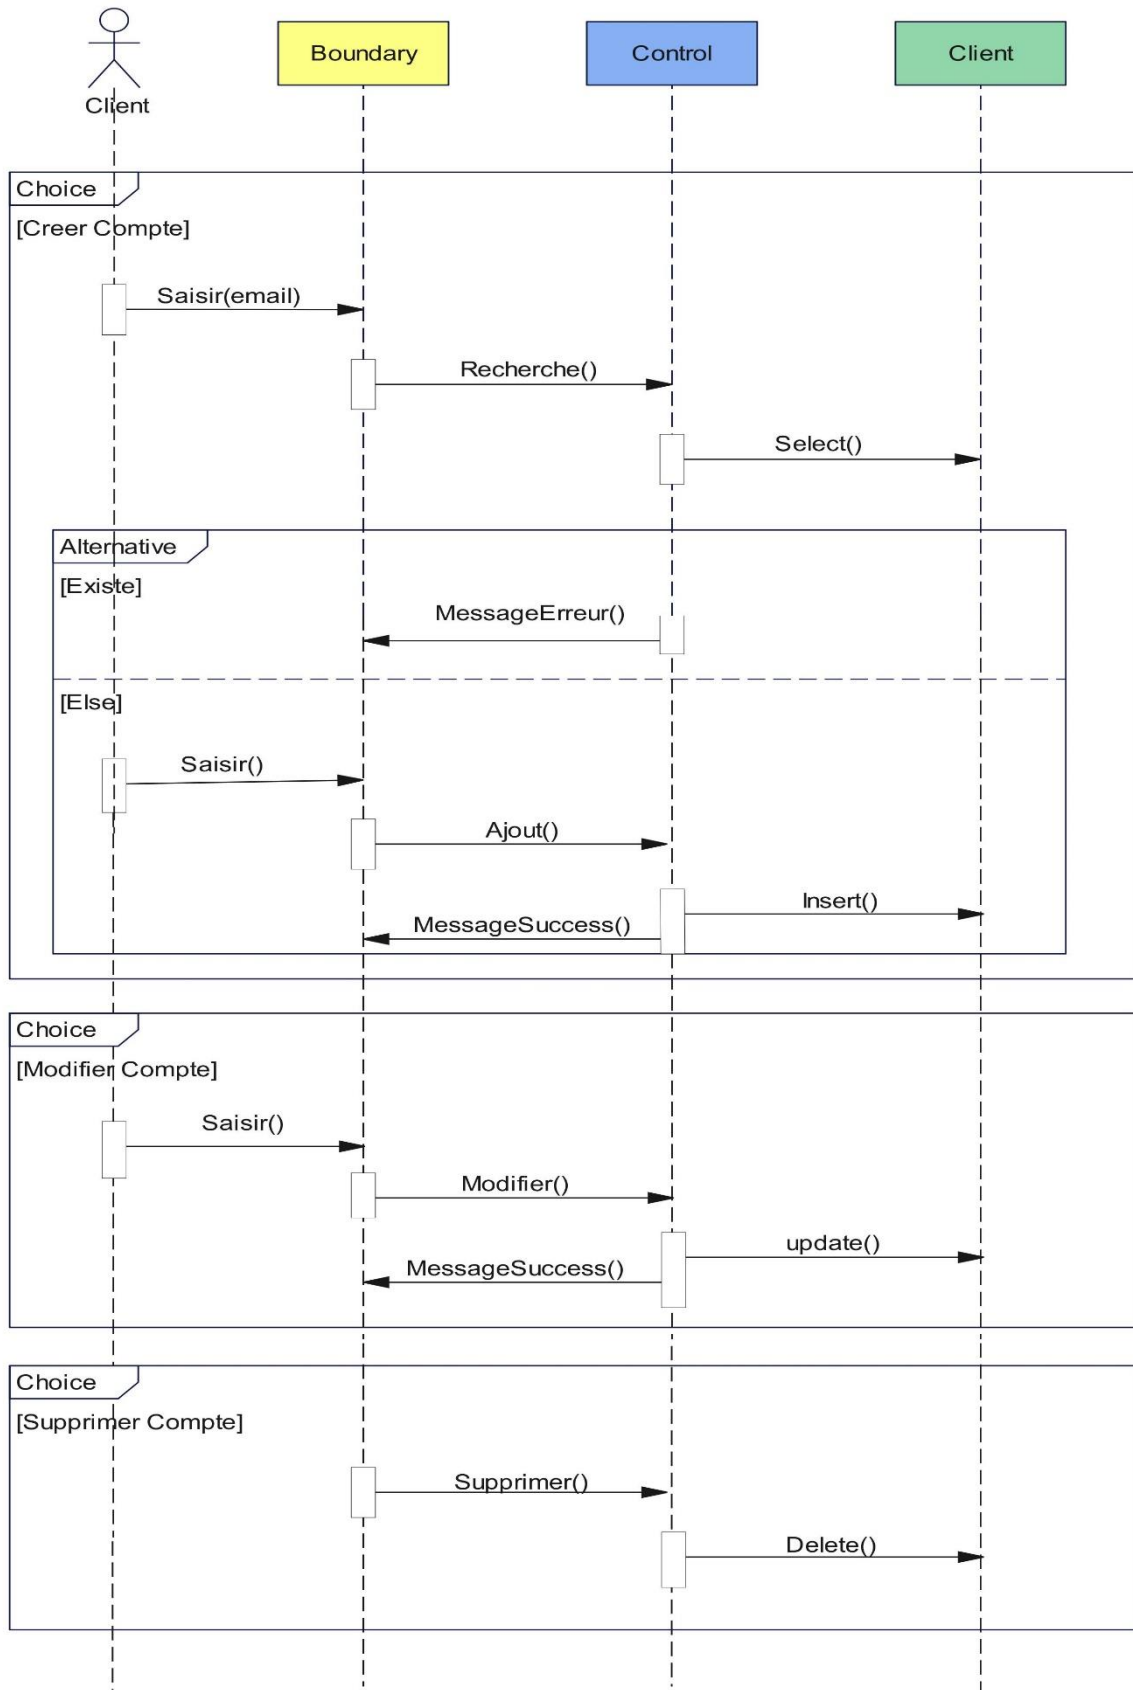 Client
Boundary
Control
Client
Choice
[Creer Compte]
Saisir(email)
Recherche()
Select()
Alternative
[Existe]
MessageErreur()
[Else]
Saisir()
Ajout()
Insert()
MessageSuccess()
Choice
[Modifier Compte]
Saisir()
Modifier()
update()
MessageSuccess()
Choice
[Supprimer Compte]
Supprimer()
Delete()